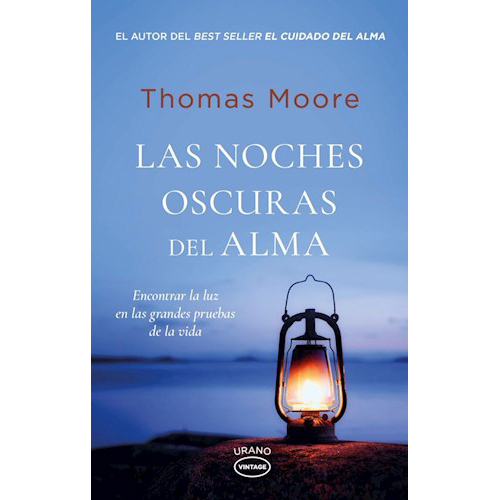 EL AUTOR DEL BEST SELLER EL CUIDADO DEL ALMA
Thomas Moore
LAS NOCHES
OSCURAS
DEL ALMA
Encontrar la luz
en las grandes pruebas
de la vida
URANO
VINTAGE